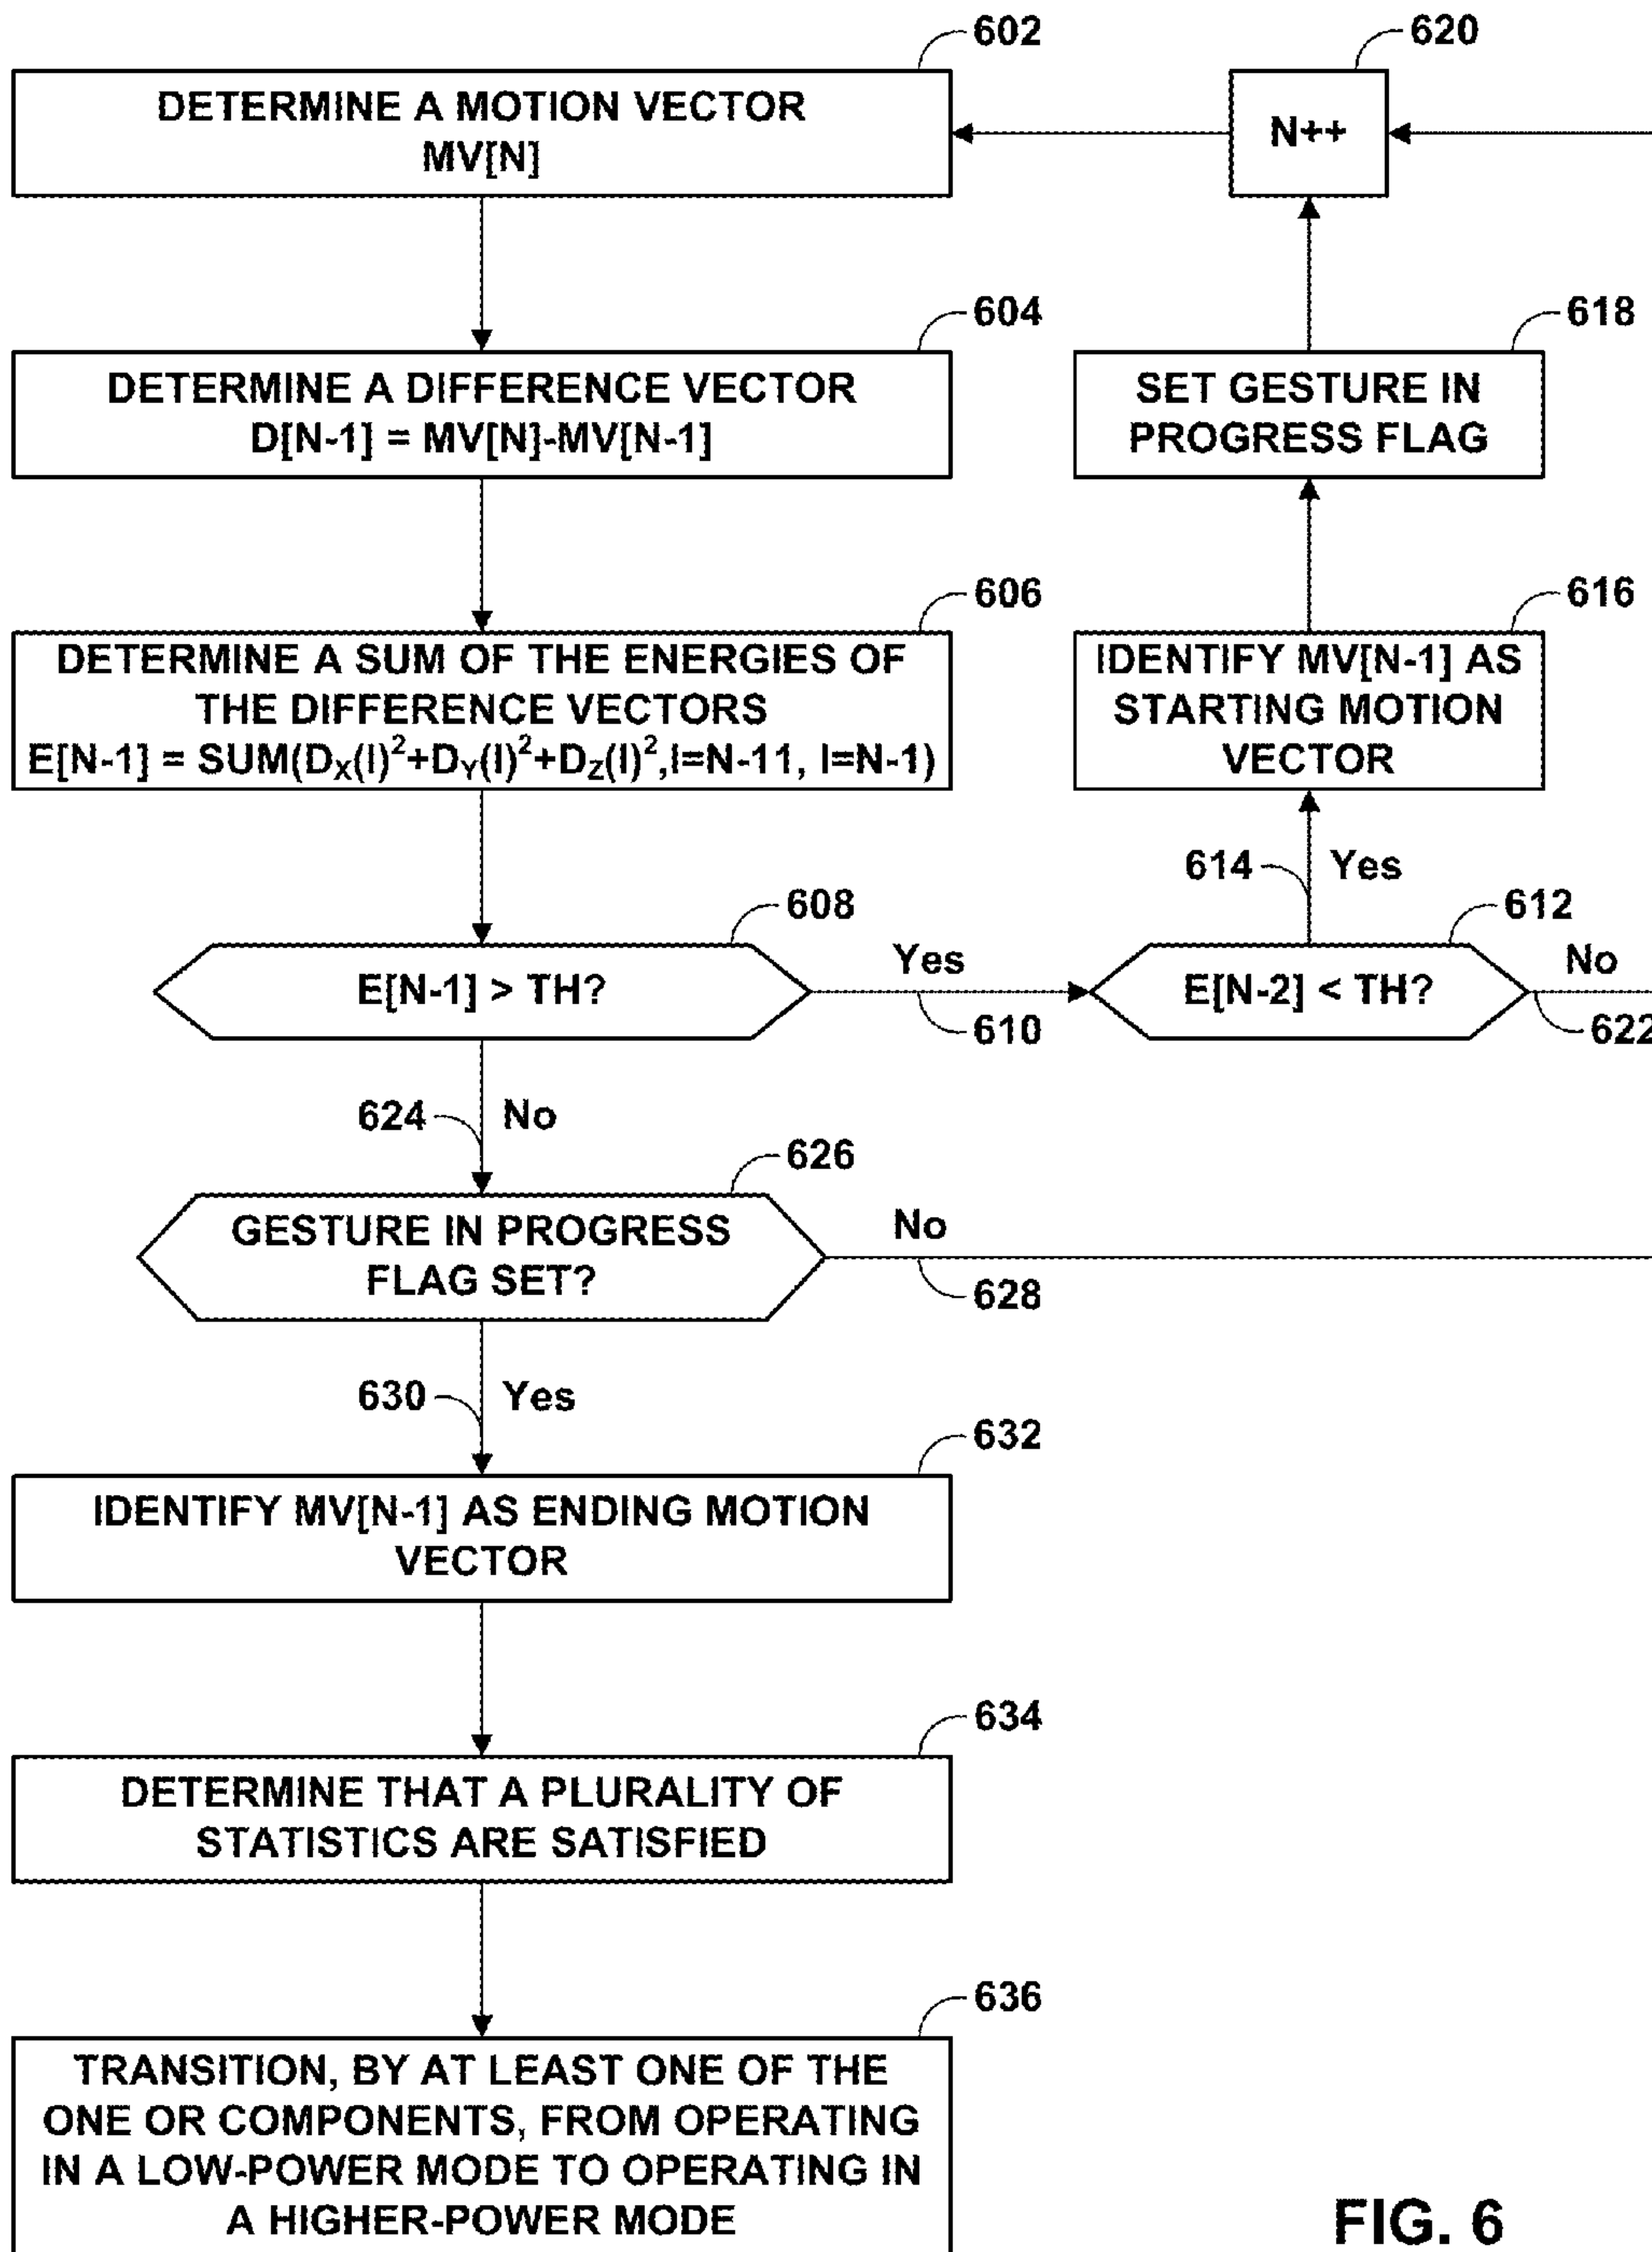 602
DETERMINE A MOTION VECTOR
MV[N]
620
N++
604
DETERMINE A DIFFERENCE VECTOR
D[N-1] = MV[N]-MV[N-1]
618
SET GESTURE IN
PROGRESS FLAG
606
DETERMINE A SUM OF THE ENERGIES OF
THE DIFFERENCE VECTORS
E[N-1] = SUM(D_X(I)²+D_Y(I)²+D_Z(I)²,I=N-11, I=N-1)
616
IDENTIFY MV[N-1] AS
STARTING MOTION
VECTOR
614
Yes
608
E[N-1] > TH?
Yes
610
612
E[N-2] < TH?
No
622
624
No
626
GESTURE IN PROGRESS
FLAG SET?
No
628
630
Yes
632
IDENTIFY MV[N-1] AS ENDING MOTION
VECTOR
634
DETERMINE THAT A PLURALITY OF
STATISTICS ARE SATISFIED
636
TRANSITION, BY AT LEAST ONE OF THE
ONE OR COMPONENTS, FROM OPERATING
IN A LOW-POWER MODE TO OPERATING IN
A HIGHER-POWER MODE
FIG. 6